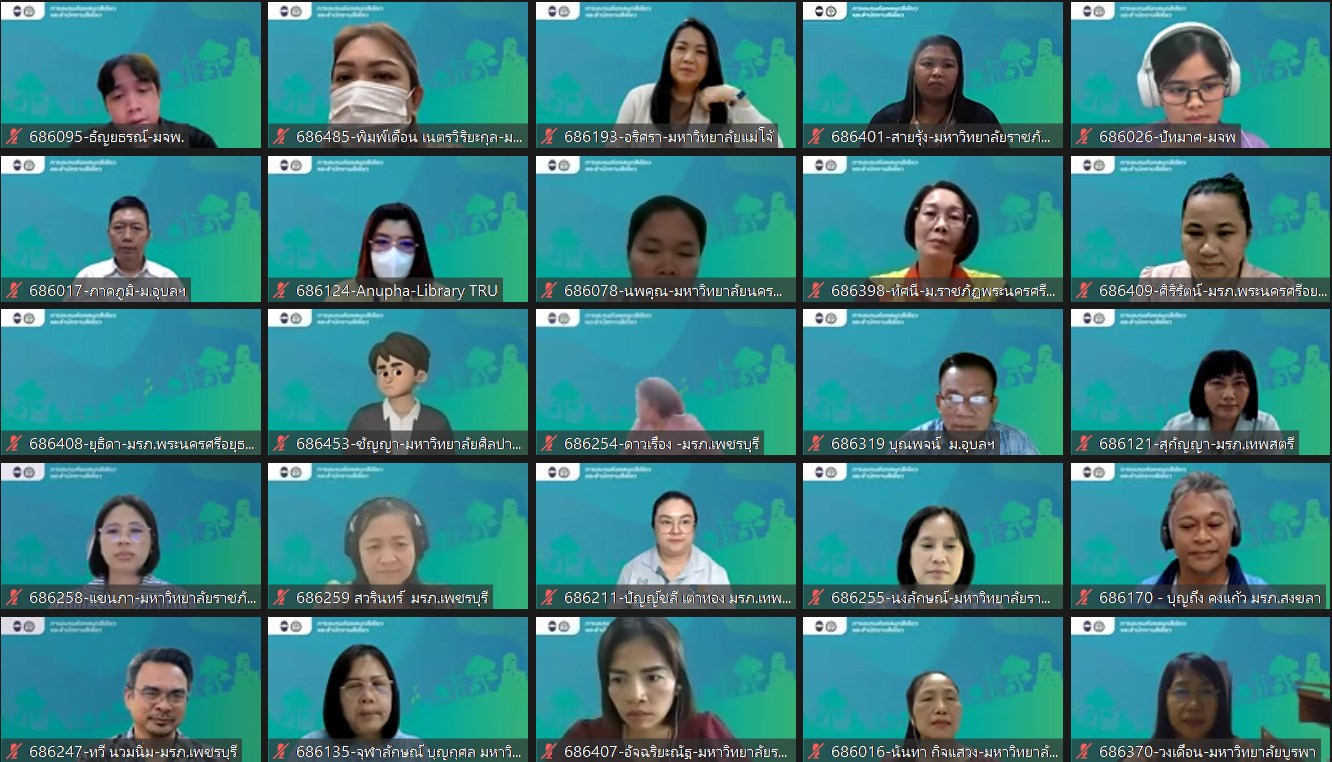 686095-ธัญยธรณ์-มจพ.
686485-พิมพ์เดือน เนตรวิริยะกุล-ม...
686193-อริศรา-มหาวิทยาลัยแม่โจ้
686401-สายรุ้ง-มหาวิทยาลัยราชภั...
686026-ปัทมาศ-มจพ
686017-ภาคภูมิ-ม.อุบลฯ
686124-Anupha-Library TRU
686078-นพคุณ-มหาวิทยาลัยนคร...
686398-ทัศนี-ม.ราชภัฏพระนครศรี...
686409-ศิริรัตน์-มรภ.พระนครศรีอย...
686408-ยุธิดา-มรภ.พระนครศรีอยุธ...
686453-ชัญญา-มหาวิทยาลัยศิลปา...
686254-ดาวเรือง -มรภ.เพชรบุรี
686319 บุณพจน์ ม.อุบลฯ
686121-สุกัญญา-มรภ.เทพสตรี
686258-แขนภา-มหาวิทยาลัยราชภั...
686259 สวรินทร์ มรภ.เพชรบุรี
686211-ปัญญ์ชลี เต่าทอง มรภ.เทพ...
686255-นงลักษณ์-มหาวิทยาลัยรา...
686170 - บุญถึง คงแก้ว มรภ.สงขลา
686247-ทวี นวมนิ่ม-มรภ.เพชรบุรี
686135-จุฬาลักษณ์ บุญกุศล มหาวิ...
686407-อัจฉริยะณัฐ-มหาวิทยาลัยร...
686016-นันทา กิจแสวง-มหาวิทยาลั...
686370-วงเดือน-มหาวิทยาลัยบูรพา